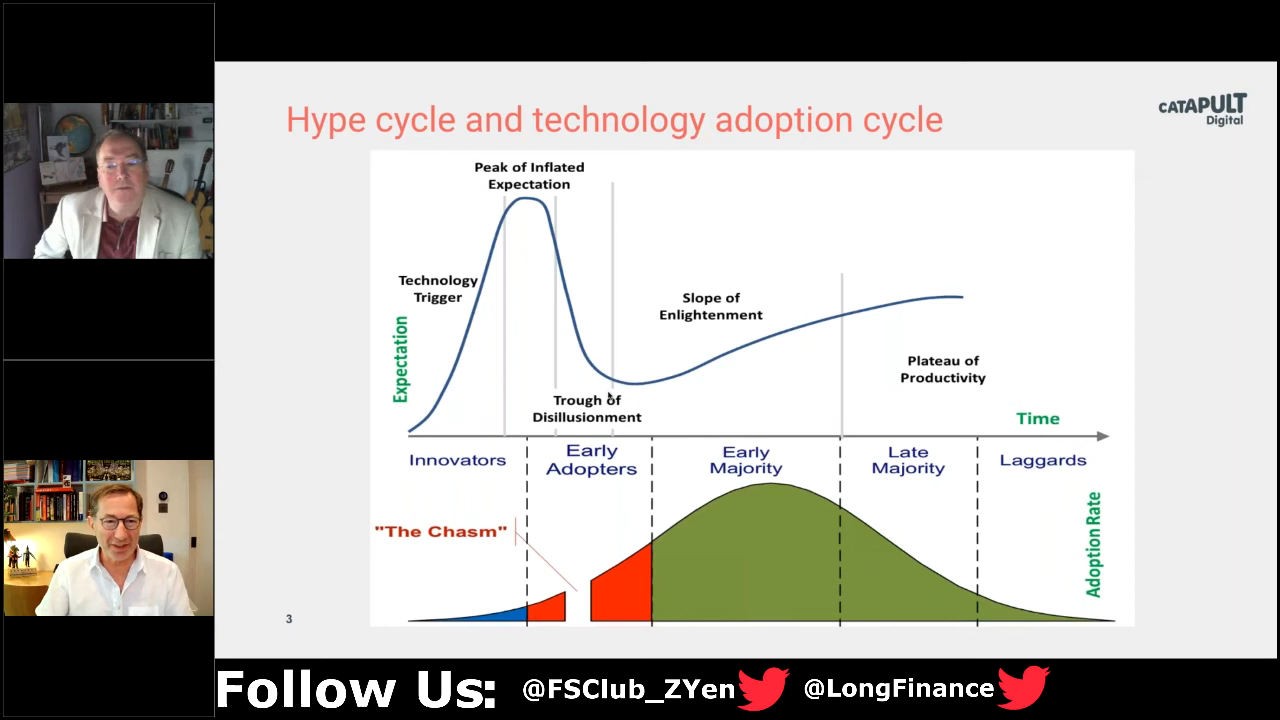 Hype cycle and technology adoption cycle
CATAPULT
Digital
Peak of Inflated
Expectation
Technology
Trigger
Expectation
Slope of
Enlightenment
Plateau of
Productivity
Trough of
Disillusionment
Time
Innovators
Early
Adopters
Early
Majority
Late
Majority
Laggards
"The Chasm"
Adoption Rate
3
Follow Us: @FSClub_ZYen @LongFinance